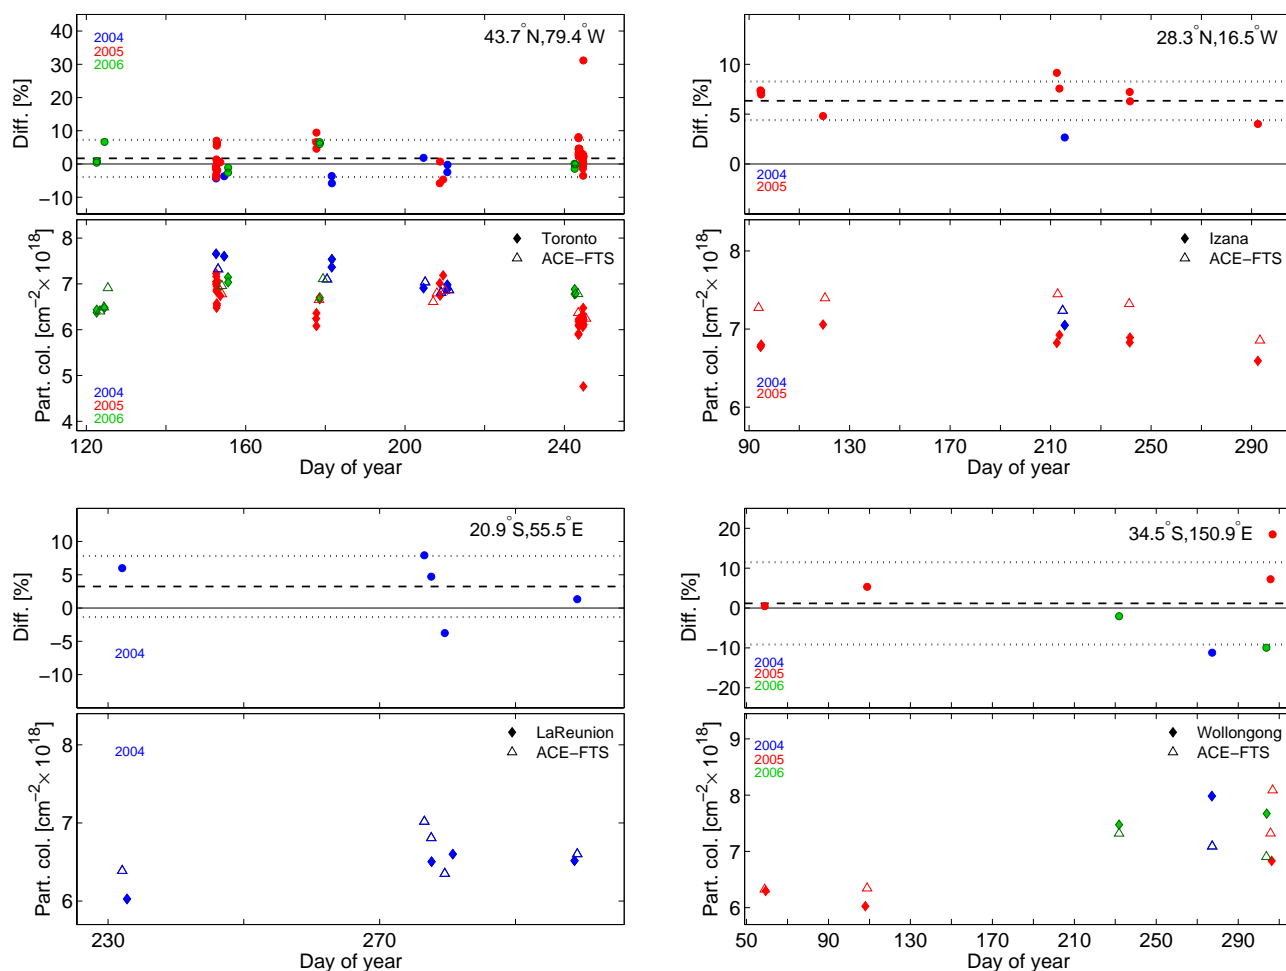 43.7°N,79.4°W
Diff. [%]
40
30
20
10
0
−10
2004
2005
2006
Part. col. [cm−2× 1018]
8
7
6
5
4
Toronto
ACE−FTS
2004
2005
2006
120 160 200 240
Day of year
28.3°N,16.5°W
Diff. [%]
10
5
0
2004
2005
Part. col. [cm−2× 1018]
8
7
6
Izana
ACE−FTS
2004
2005
90 130 170 210 250 290
Day of year
20.9°S,55.5°E
Diff. [%]
10
5
0
−5
−10
2004
Part. col. [cm−2× 1018]
8
7
6
LaReunion
ACE−FTS
2004
230 270
Day of year
34.5°S,150.9°E
Diff. [%]
20
10
0
−10
−20
2004
2005
2006
Part. col. [cm−2× 1018]
9
8
7
6
Wollongong
ACE−FTS
2004
2005
2006
50 90 130 170 210 250 290
Day of year